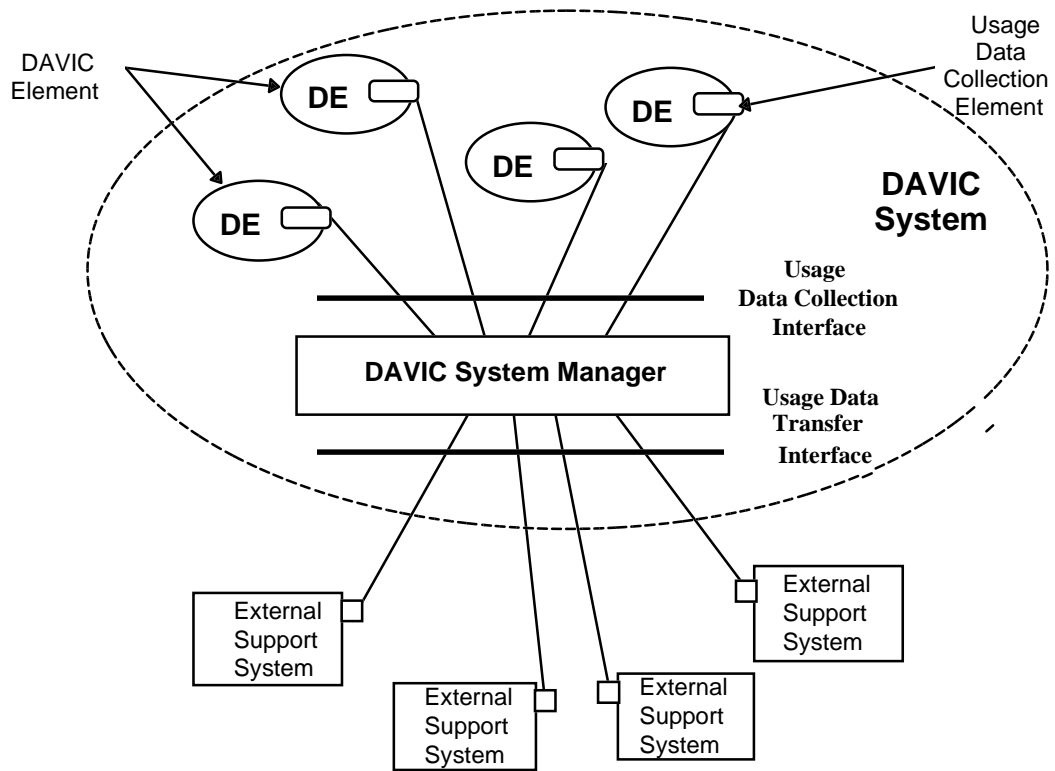 DAVIC
Element
Usage
Data
Collection
Element
DE
DE
DE
DE
DAVIC
System
Usage
Data Collection
Interface
DAVIC System Manager
Usage Data
Transfer
Interface
External
Support
System
External
Support
System
External
Support
System
External
Support
System